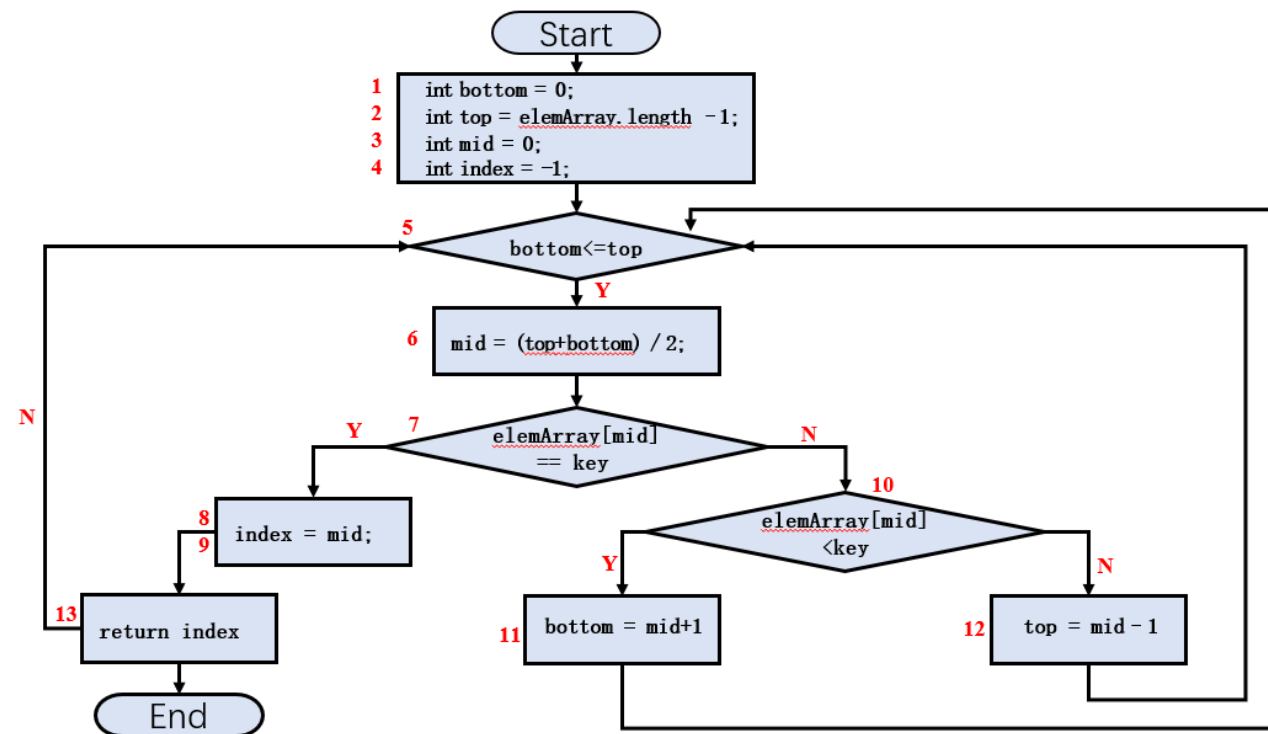 Start
1 int bottom = 0;
2 int top = elemArray.length -1;
3 int mid = 0;
4 int index = -1;
5
bottom<=top
Y
6 mid = (top+bottom) / 2;
N
7
Y
elemArray[mid]
== key
N
10
8
9
index = mid;
elemArray[mid]
<key
Y
N
13
return index
11
bottom = mid+1
12
top = mid - 1
End